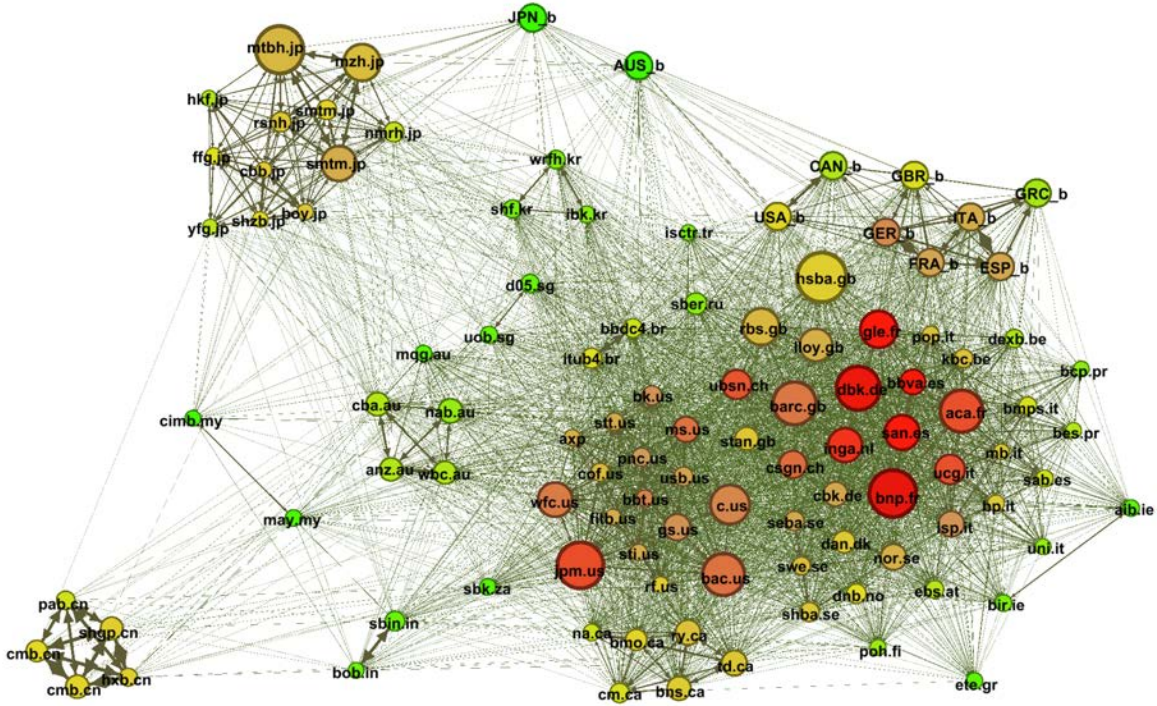 JPN_b
mtbh.jp
mzh.jp
AUS_b
hkf.jp
smtm.jp
rsnh.jp
nmrh.jp
ffg.jp
cbb.jp
smtm.jp
wrfh.kr
CAN_b
GBR_b
GRC_b
yfg.jp
shzb.jp
boy.jp
shf.kr
ibk.kr
USA_b
ITA_b
GER_b
isctr.tr
FRA_b
ESP_b
hsba.gb
d05.sg
sber.ru
uob.sg
bbdc4.br
rbs.gb
lloy.gb
gle.fr
pop.it
dexb.be
mqg.au
itub4.br
kbc.be
bcp.pr
ubsn.ch
dbk.de
bbva.es
cba.au
nab.au
bk.us
barc.gb
aca.fr
bmps.it
cimb.my
stt.us
ms.us
axp
stan.gb
inga.nl
san.es
bes.pr
mb.it
anz.au
wbc.au
cof.us
pnc.us
usb.us
csgn.ch
ucg.it
sab.es
wfc.us
bbt.us
c.us
cbk.de
bnp.fr
bp.it
aib.ie
may.my
fitb.us
gs.us
seba.se
isp.it
dan.dk
uni.it
jpm.us
sti.us
bac.us
swe.se
nor.se
sbk.za
rf.us
dnb.no
ebs.at
bir.ie
pab.cn
shba.se
sbin.in
shgp.cn
na.ca
bmo.ca
ry.ca
poh.fi
cmb.cn
bob.in
td.ca
hxb.cn
cmb.cn
cm.ca
bns.ca
ete.gr